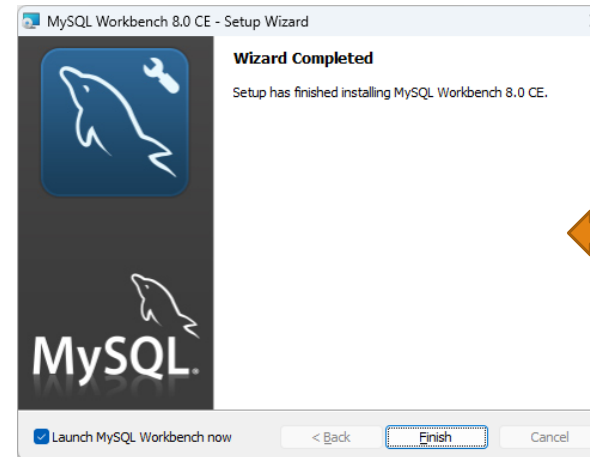 MySQL Workbench 8.0 CE - Setup Wizard
Wizard Completed
Setup has finished installing MySQL Workbench 8.0 CE.
MySQL.
Launch MySQL Workbench now
< Back
Finish
Cancel